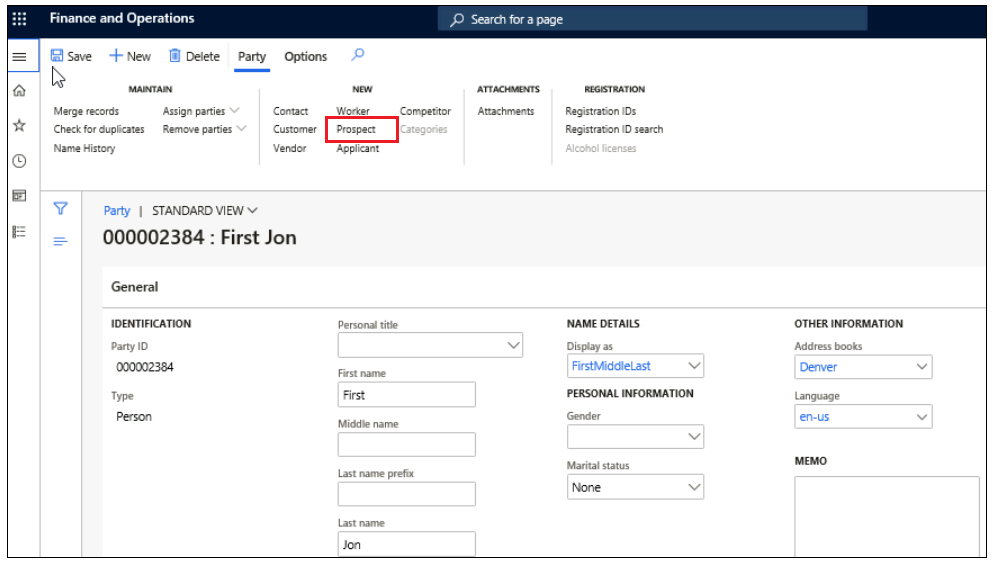 Finance and Operations
Search for a page
Save New Delete Party Options
MAINTAIN NEW ATTACHMENTS REGISTRATION
Merge records Assign parties Contact Worker Competitor Attachments Registration IDs
Check for duplicates Remove parties Customer Prospect Categories Registration ID search
Name History Vendor Applicant Alcohol licenses
Party | STANDARD VIEW
000002384 : First Jon
General
IDENTIFICATION
Party ID
000002384
Type
Person
Personal title
First name
First
Middle name
Last name prefix
Last name
Jon
NAME DETAILS
Display as
FirstMiddleLast
PERSONAL INFORMATION
Gender
Marital status
None
OTHER INFORMATION
Address books
Denver
Language
en-us
MEMO